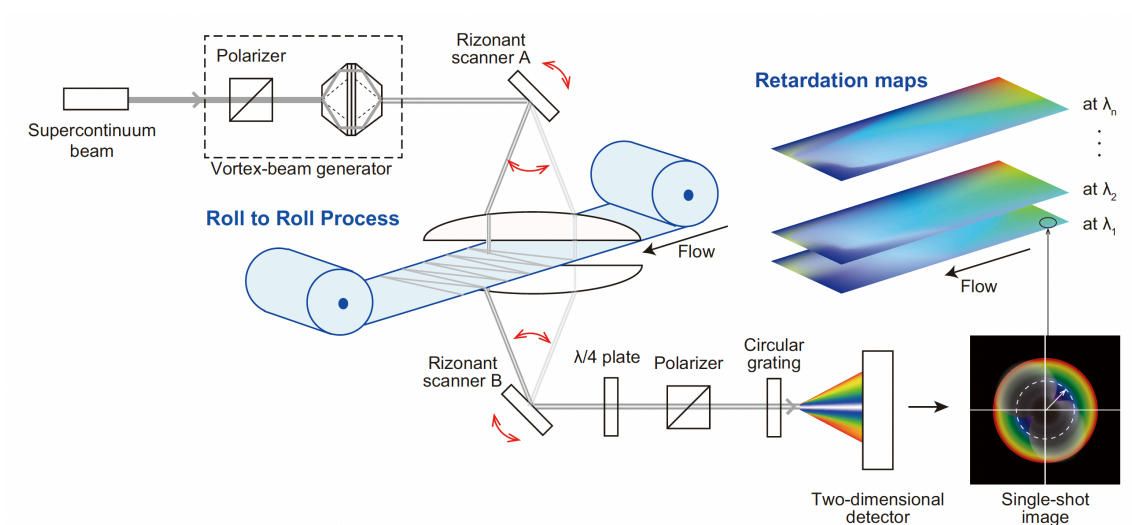 Polarizer
Supercontinuum
beam
Vortex-beam generator
Rizonant
scanner A
Roll to Roll Process
Flow
Rizonant
scanner B
λ/4 plate
Polarizer
Circular
grating
Two-dimensional
detector
Retardation maps
at λn
at λ2
at λ1
Flow
Single-shot
image